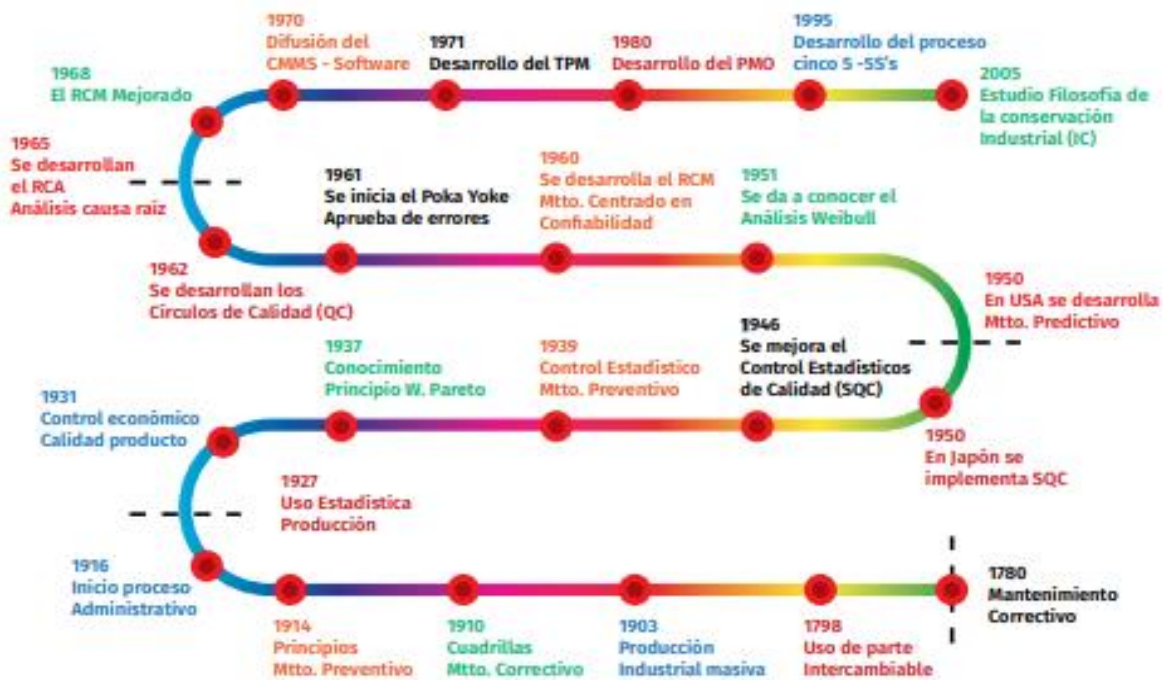 1970
Difusión del
CMMS - Software
1971
Desarrollo del TPM
1980
Desarrollo del PMO
1995
Desarrollo del proceso
cinco S -5S's
2005
Estudio Filosofía de
la conservación
Industrial (IC)
1968
El RCM Mejorado
1965
Se desarrollan
el RCA
Análisis causa raíz
1962
Se desarrollan los
Círculos de Calidad (QC)
1961
Se inicia el Poka Yoke
Aprueba de errores
1960
Se desarrolla el RCM
Mtto. Centrado en
Confiabilidad
1951
Se da a conocer el
Análisis Weibull
1950
En USA se desarrolla
Mtto. Predictivo
1950
En Japón se
implementa SQC
1946
Se mejora el
Control Estadísticos
de Calidad (SQC)
1939
Control Estadístico
Mtto. Preventivo
1937
Conocimiento
Principio W. Pareto
1931
Control económico
Calidad producto
1927
Uso Estadística
Producción
1916
Inicio proceso
Administrativo
1914
Principios
Mtto. Preventivo
1910
Cuadrillas
Mtto. Correctivo
1903
Producción
Industrial masiva
1798
Uso de parte
Intercambiable
1780
Mantenimiento
Correctivo